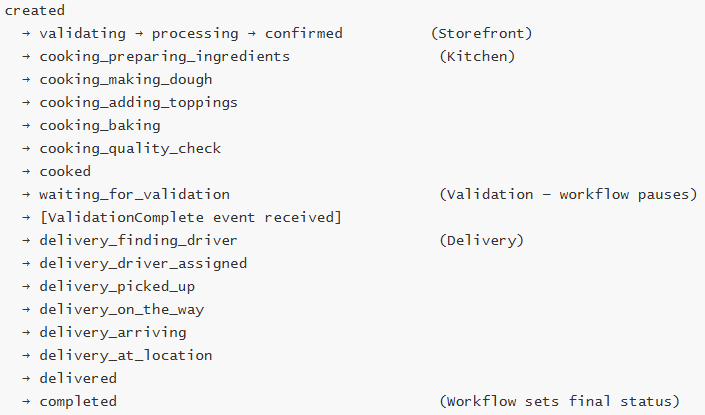 created
  → validating → processing → confirmed          (Storefront)
  → cooking_preparing_ingredients                 (Kitchen)
  → cooking_making_dough
  → cooking_adding_toppings
  → cooking_baking
  → cooking_quality_check
  → cooked
  → waiting_for_validation                        (Validation — workflow pauses)
  → [ValidationComplete event received]
  → delivery_finding_driver                       (Delivery)
  → delivery_driver_assigned
  → delivery_picked_up
  → delivery_on_the_way
  → delivery_arriving
  → delivery_at_location
  → delivered
  → completed                                     (Workflow sets final status)